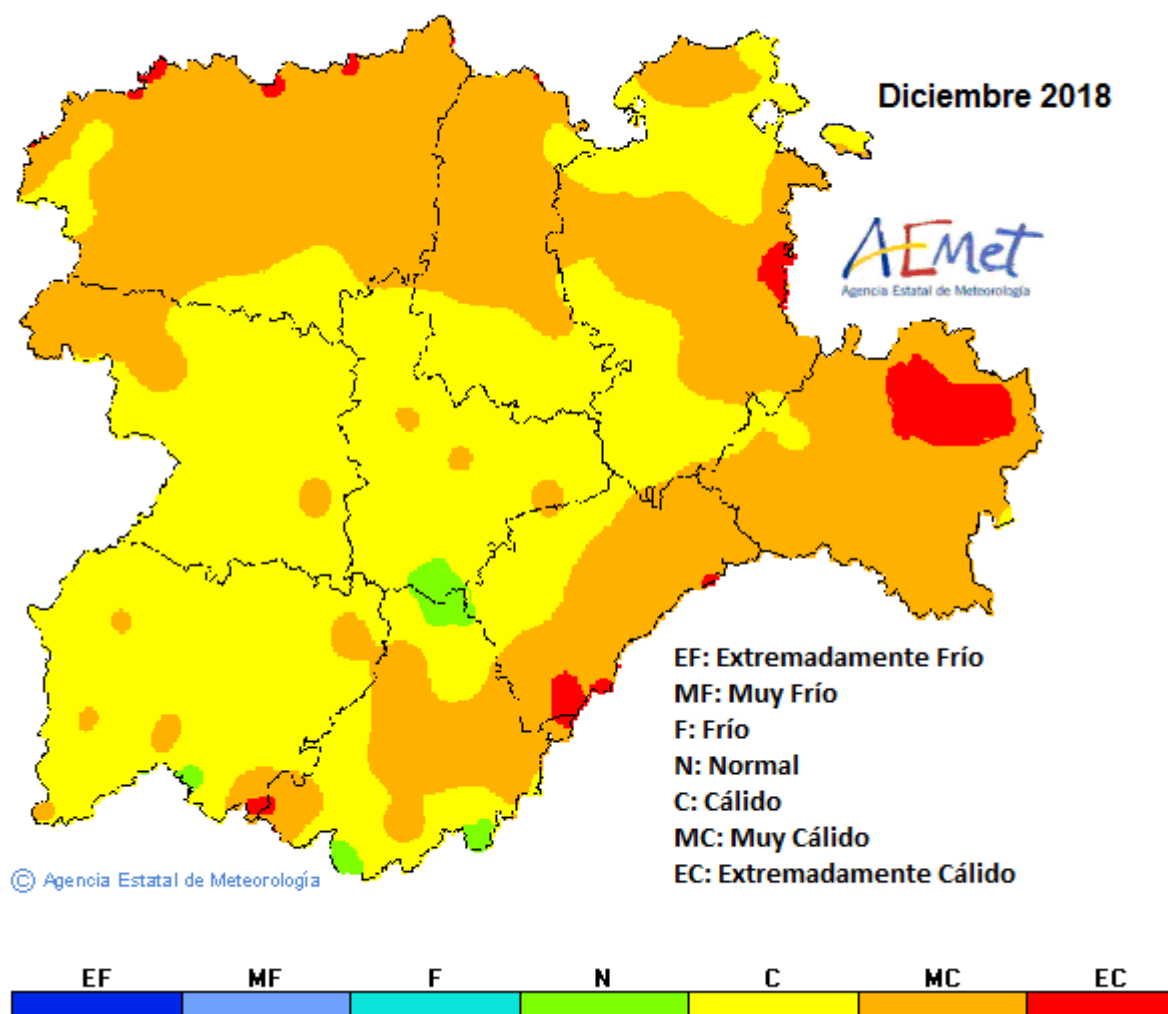 Diciembre 2018
AEMet
Agencia Estatal de Meteorología
EF: Extremadamente Frío
MF: Muy Frío
F: Frío
N: Normal
C: Cálido
MC: Muy Cálido
EC: Extremadamente Cálido
© Agencia Estatal de Meteorología
EF MF F N C MC EC